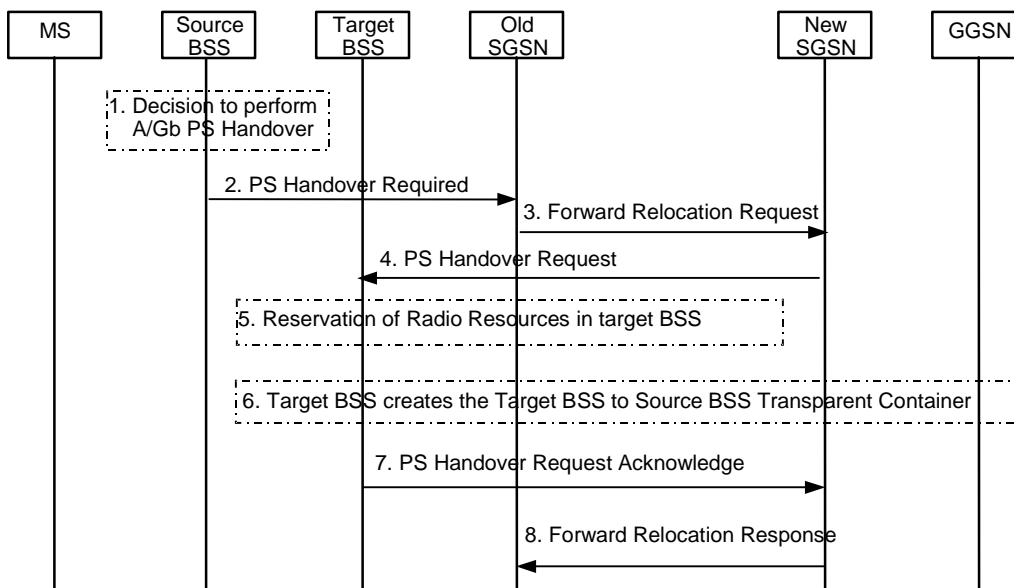 MS
Source
BSS
Target
BSS
Old
SGSN
New
SGSN
GGSN
1. Decision to perform
A/Gb PS Handover
2. PS Handover Required
3. Forward Relocation Request
4. PS Handover Request
5. Reservation of Radio Resources in target BSS
6. Target BSS creates the Target BSS to Source BSS Transparent Container
7. PS Handover Request Acknowledge
8. Forward Relocation Response